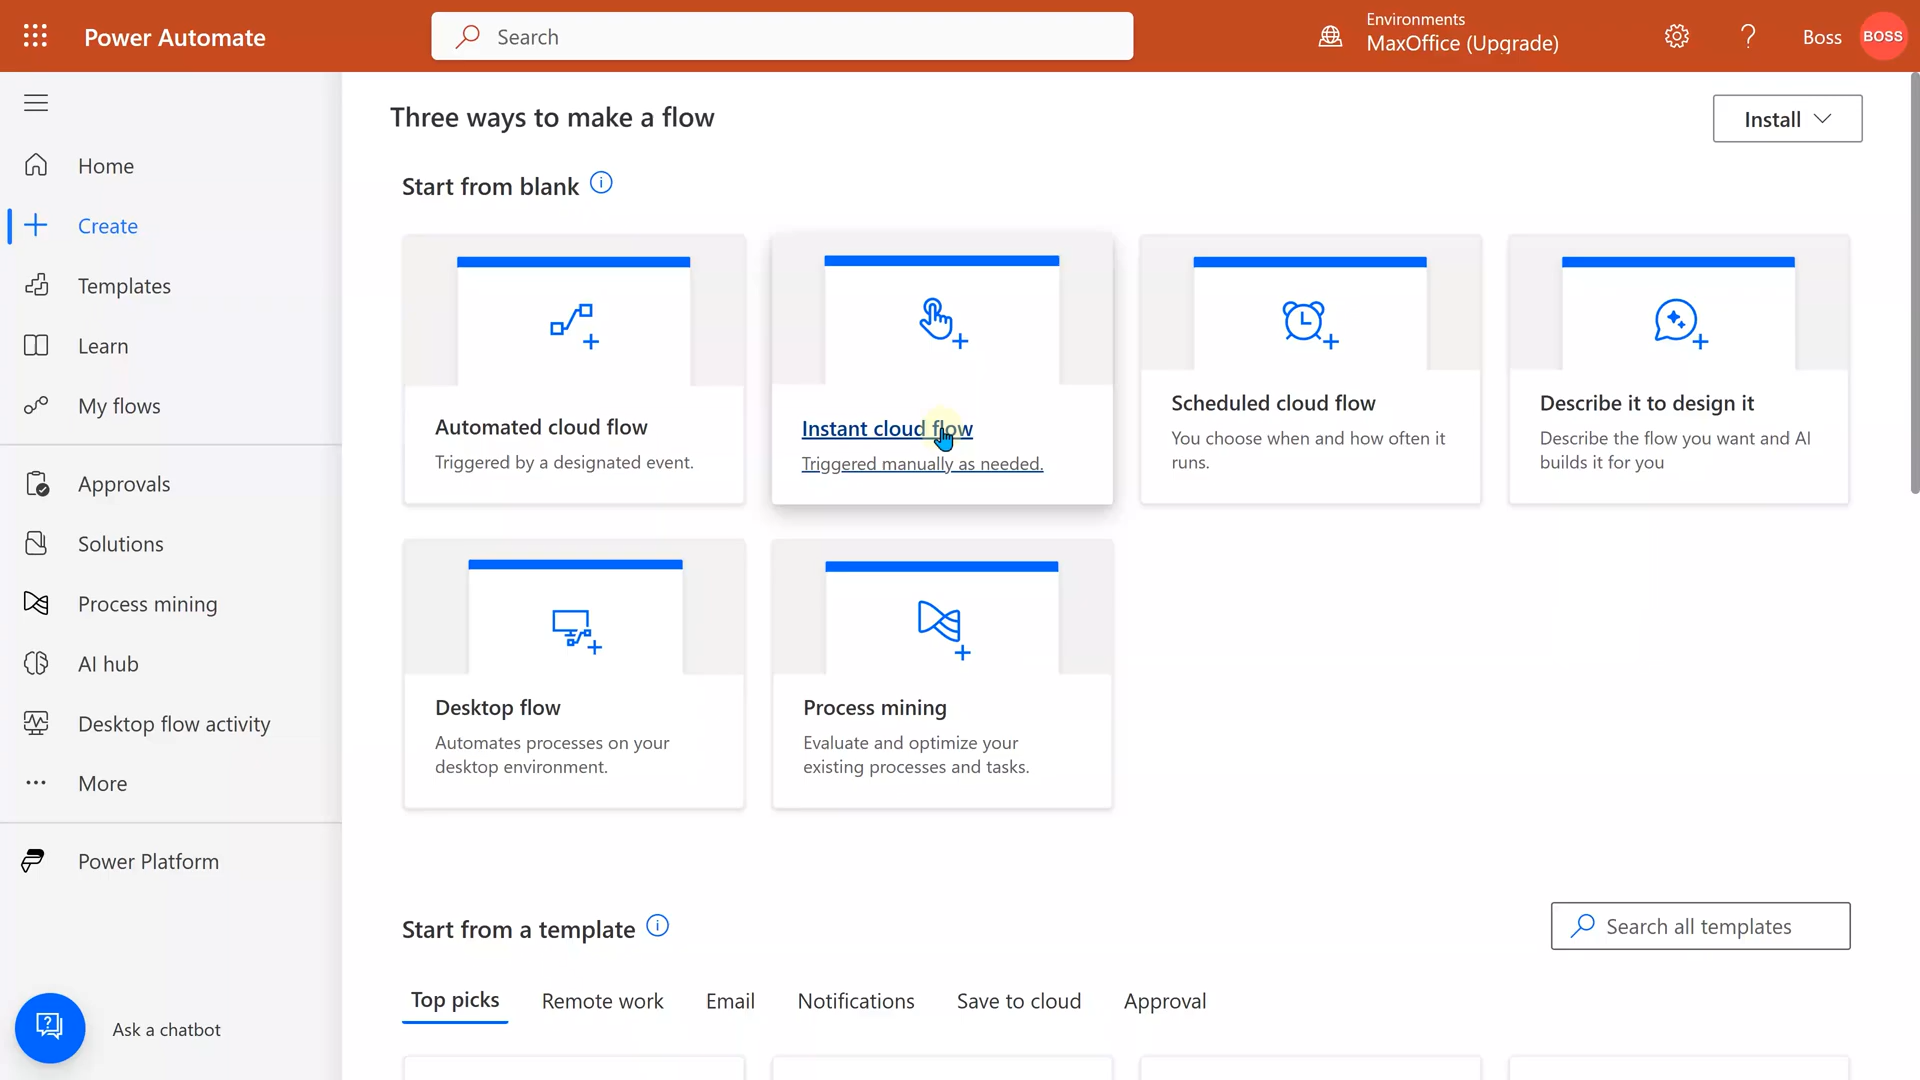 Power Automate
Search
Environments
MaxOffice (Upgrade)
Boss
BOSS
Home
Create
Templates
Learn
My flows
Approvals
Solutions
Process mining
AI hub
Desktop flow activity
More
Power Platform
Ask a chatbot
Three ways to make a flow
Install
Start from blank
Automated cloud flow
Triggered by a designated event.
Instant cloud flow
Triggered manually as needed.
Scheduled cloud flow
You choose when and how often it
runs.
Describe it to design it
Describe the flow you want and AI
builds it for you
Desktop flow
Automates processes on your
desktop environment.
Process mining
Evaluate and optimize your
existing processes and tasks.
Start from a template
Search all templates
Top picks
Remote work
Email
Notifications
Save to cloud
Approval